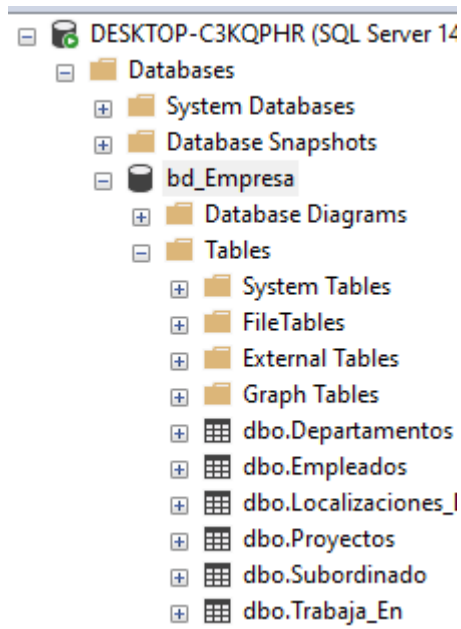 DESKTOP-C3KQPHR (SQL Server 14
Databases
System Databases
Database Snapshots
bd_Empresa
Database Diagrams
Tables
System Tables
FileTables
External Tables
Graph Tables
dbo.Departamentos
dbo.Empleados
dbo.Localizaciones_
dbo.Proyectos
dbo.Subordinado
dbo.Trabaja_En